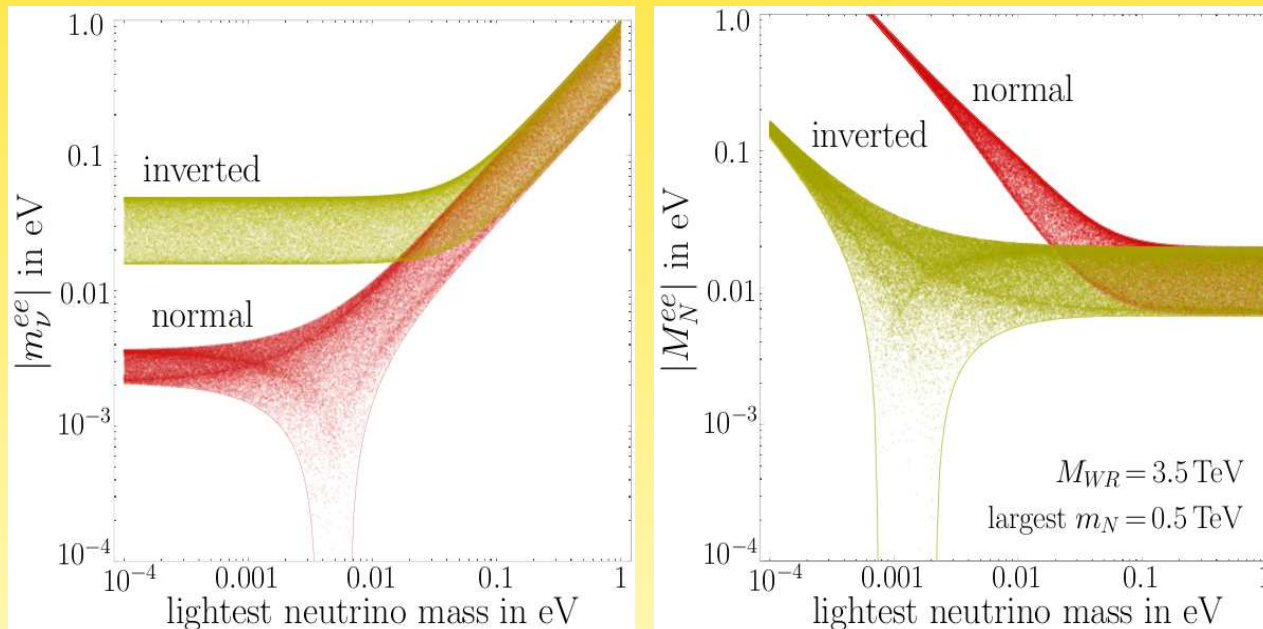 1.0
0.1
0.01
10^{-3}
10^{-4}
|m_ν^{ee}| in eV
inverted
normal
10^{-4} 0.001 0.01 0.1 1
lightest neutrino mass in eV
1.0
0.1
0.01
10^{-3}
10^{-4}
|M_N^{ee}| in eV
normal
inverted
M_{WR} = 3.5 TeV
largest m_N = 0.5 TeV
10^{-4} 0.001 0.01 0.1 1
lightest neutrino mass in eV